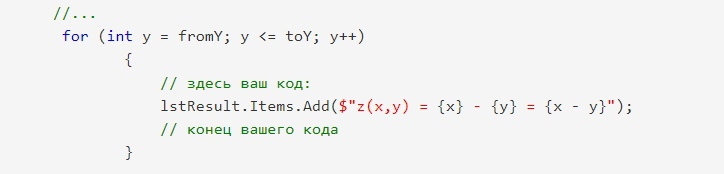 //...
for (int y = fromY; y <= toY; y++)
{
// здесь ваш код:
lstResult.Items.Add($"z(x,y) = {x} - {y} = {x - y}");
// конец вашего кода
}